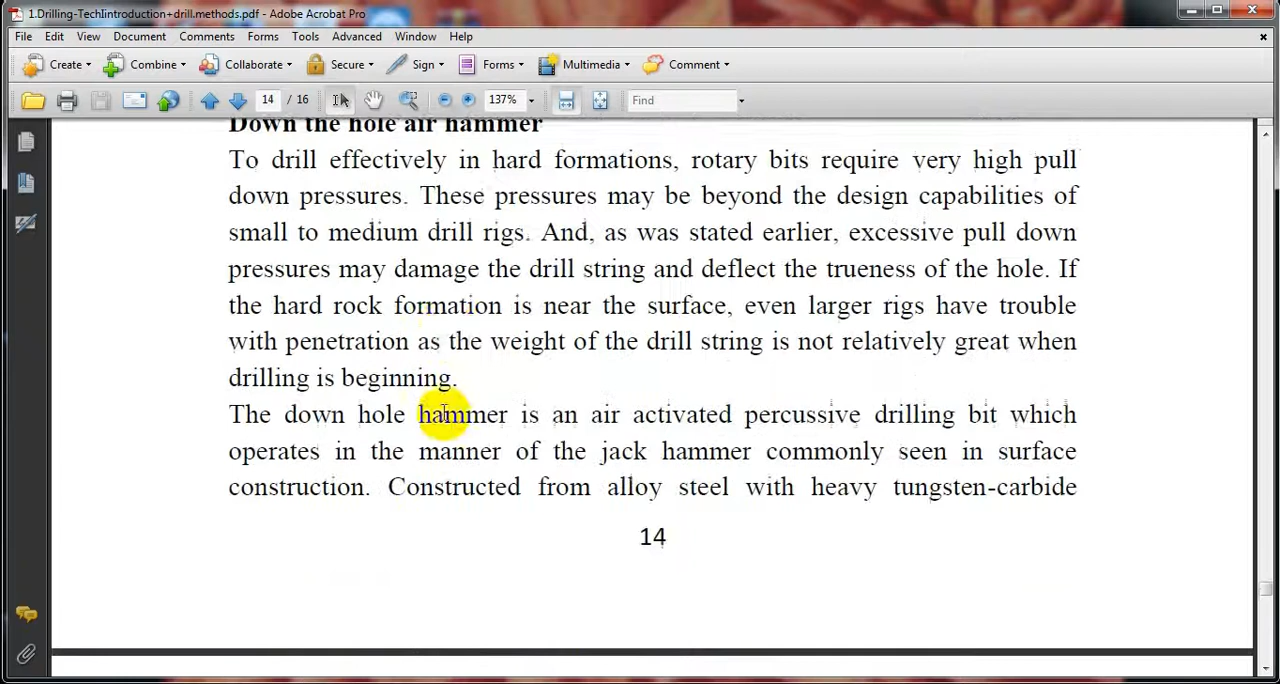 1.Drilling-TechIintroduction+drill.methods.pdf - Adobe Acrobat Pro
File Edit View Document Comments Forms Tools Advanced Window Help
Create Combine Collaborate Secure Sign Forms Multimedia Comment
14 / 16 137% Find
Down the hole air hammer
To drill effectively in hard formations, rotary bits require very high pull
down pressures. These pressures may be beyond the design capabilities of
small to medium drill rigs. And, as was stated earlier, excessive pull down
pressures may damage the drill string and deflect the trueness of the hole. If
the hard rock formation is near the surface, even larger rigs have trouble
with penetration as the weight of the drill string is not relatively great when
drilling is beginning.
The down hole hammer is an air activated percussive drilling bit which
operates in the manner of the jack hammer commonly seen in surface
construction. Constructed from alloy steel with heavy tungsten-carbide
14